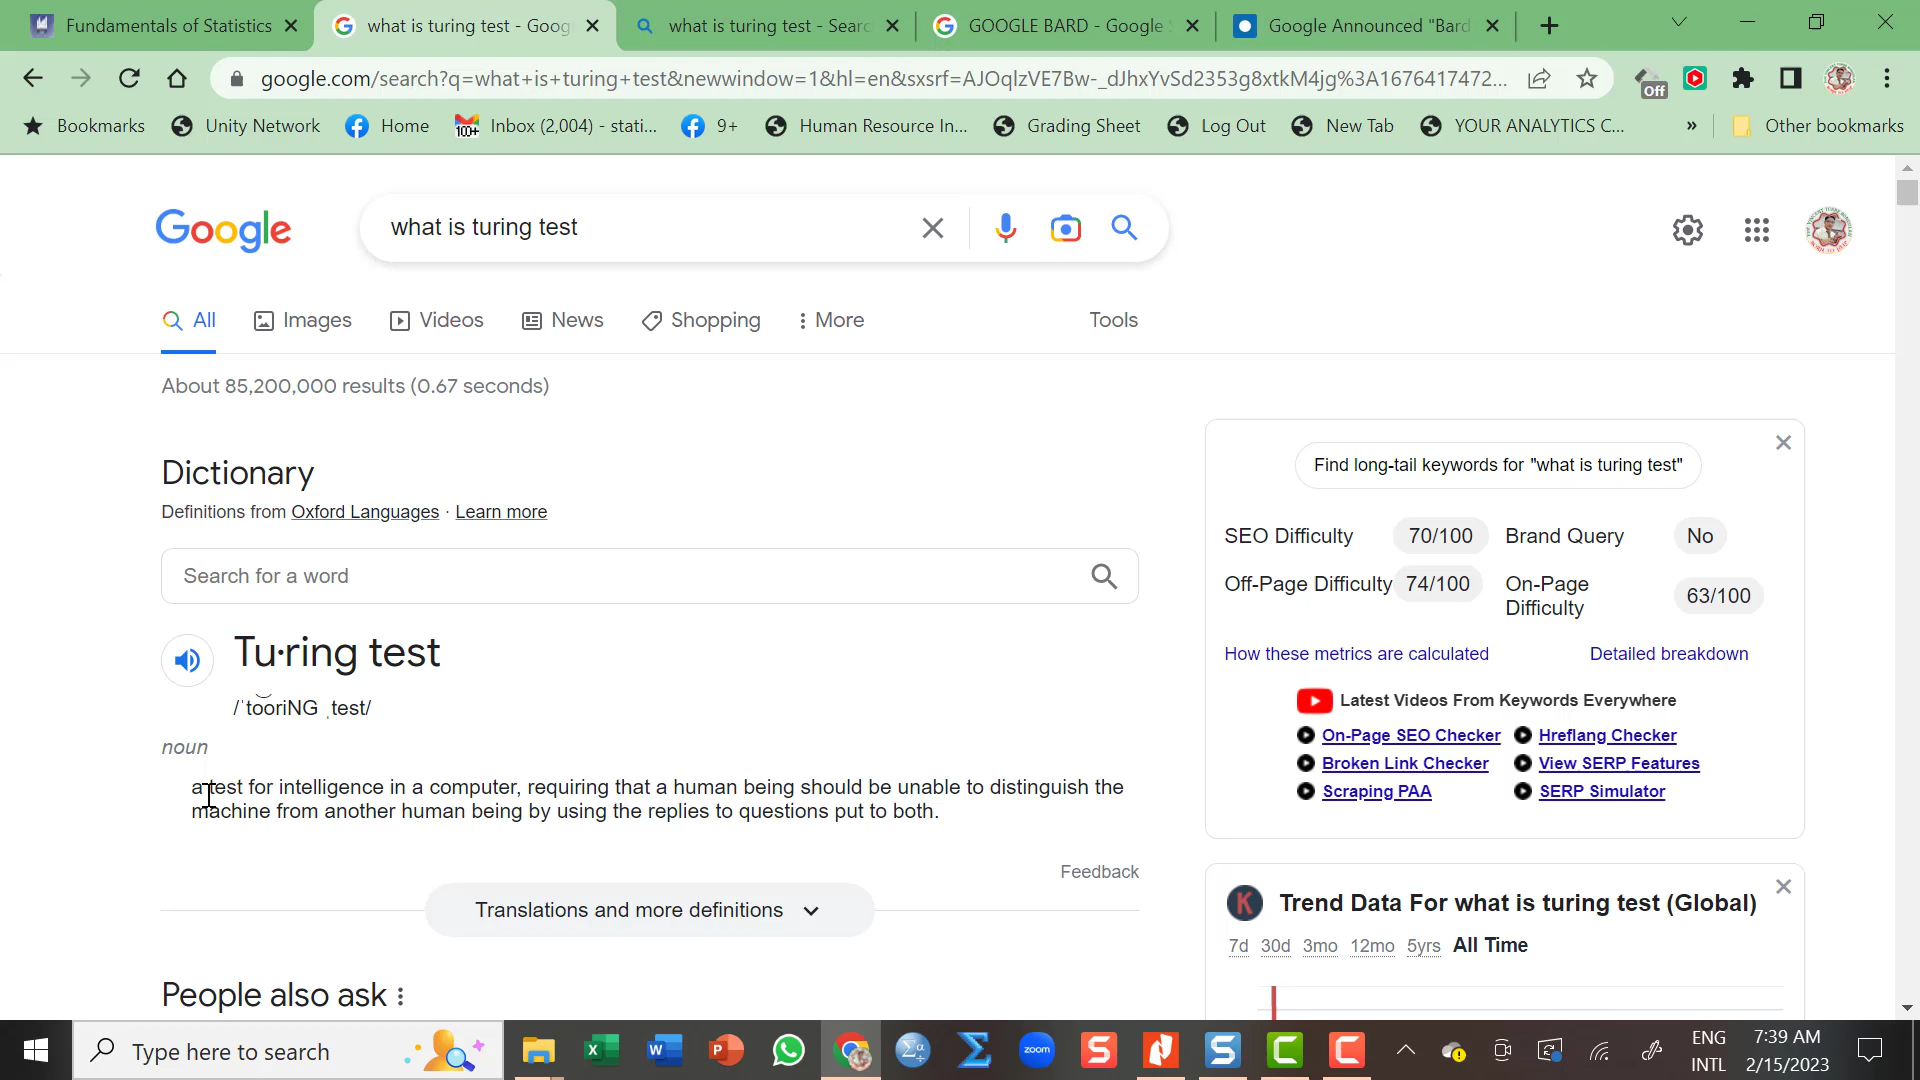 Fundamentals of Statistics
what is turing test - Goog
what is turing test - Searc
GOOGLE BARD - Google S
Google Announced "Bard
google.com/search?q=what+is+turing+test&newwindow=1&hl=en&sxsrf=AJOqlzVE7Bw-_dJhxYvSd2353g8xtkM4jg%3A1676417472...
Off
Bookmarks
Unity Network
Home
100+
Inbox (2,004) - stati...
9+
Human Resource In...
Grading Sheet
Log Out
New Tab
YOUR ANALYTICS C...
»
Other bookmarks
Google
what is turing test
All
Images
Videos
News
Shopping
More
Tools
About 85,200,000 results (0.67 seconds)
Dictionary
Definitions from Oxford Languages · Learn more
Search for a word
Tu·ring test
/ˈto͝oriNG ˌtest/
noun
a test for intelligence in a computer, requiring that a human being should be unable to distinguish the
machine from another human being by using the replies to questions put to both.
Feedback
Translations and more definitions
People also ask
Find long-tail keywords for "what is turing test"
SEO Difficulty 70/100 Brand Query No
Off-Page Difficulty 74/100 On-Page Difficulty 63/100
How these metrics are calculated
Detailed breakdown
Latest Videos From Keywords Everywhere
On-Page SEO Checker
Hreflang Checker
Broken Link Checker
View SERP Features
Scraping PAA
SERP Simulator
K
Trend Data For what is turing test (Global)
7d 30d 3mo 12mo 5yrs All Time
Type here to search
zoom
ENG
INTL
7:39 AM
2/15/2023